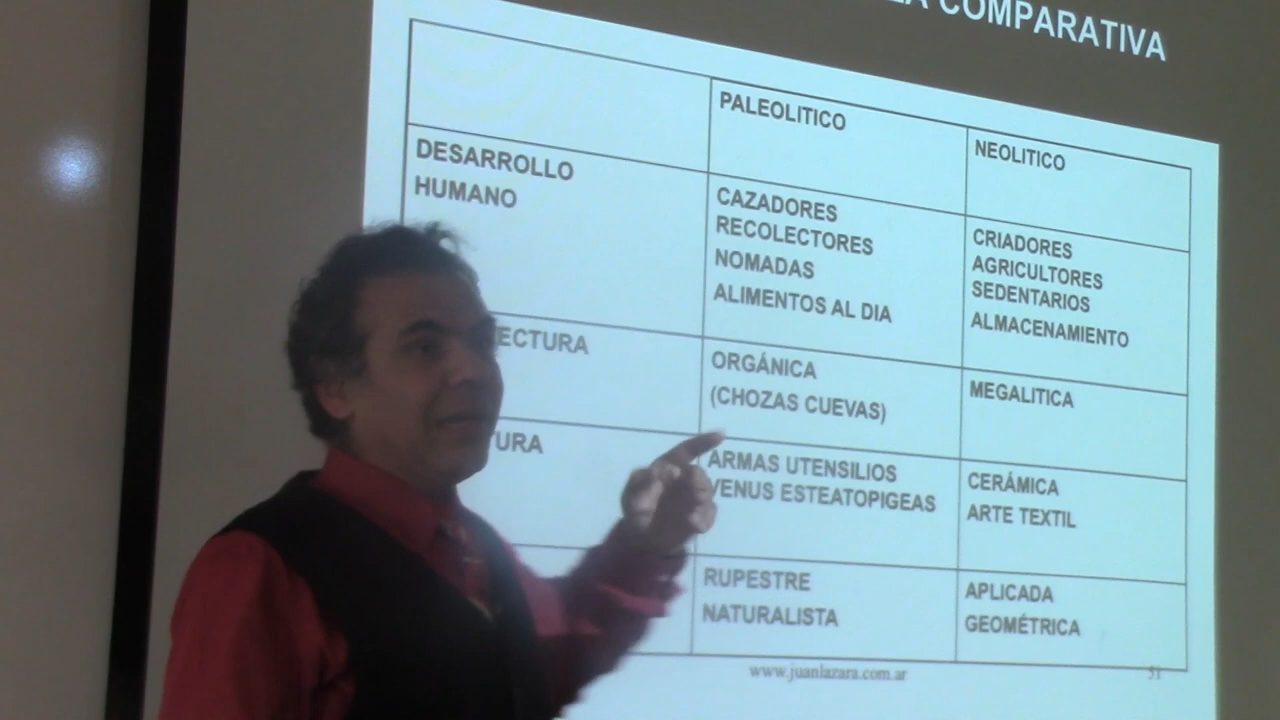 COMPARATIVA
PALEOLITICO
NEOLITICO
DESARROLLO
HUMANO
CAZADORES
RECOLECTORES
NOMADAS
ALIMENTOS AL DIA
CRIADORES
AGRICULTORES
SEDENTARIOS
ALMACENAMIENTO
ECTURA
ORGÁNICA
(CHOZAS CUEVAS)
MEGALITICA
URA
ARMAS UTENSILIOS
VENUS ESTEATOPIGEAS
CERÁMICA
ARTE TEXTIL
RUPESTRE
NATURALISTA
APLICADA
GEOMÉTRICA
www.juanlazara.com.ar
51